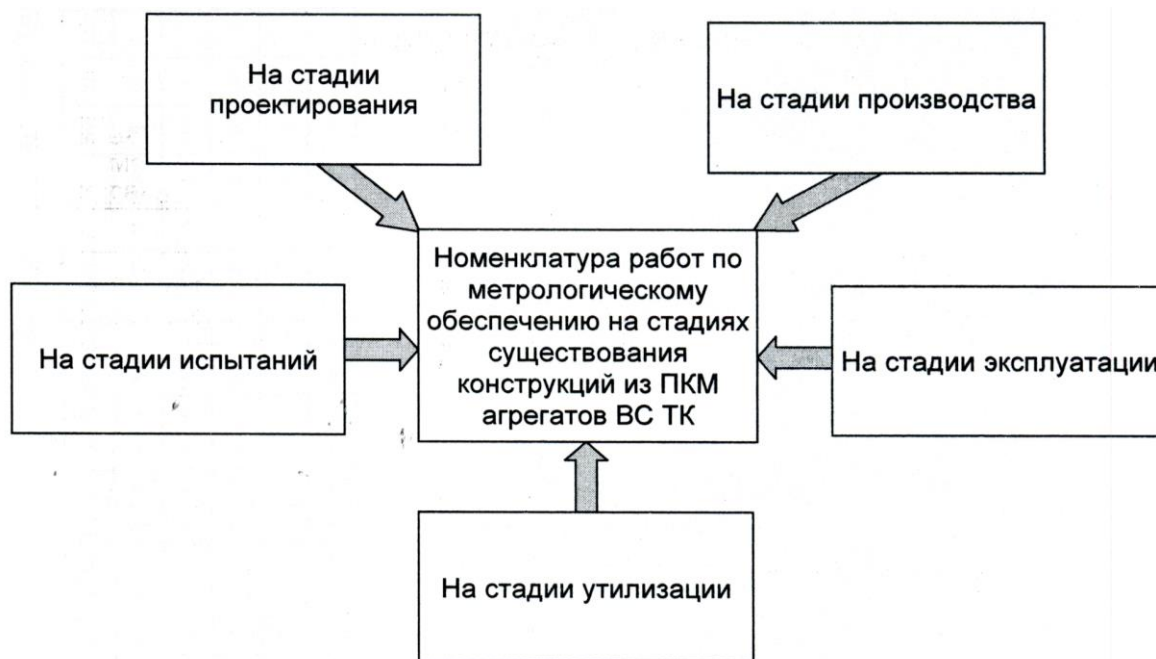 На стадии
проектирования
На стадии производства
Номенклатура работ по
метрологическому
обеспечению на стадиях
существования
конструкций из ПКМ
агрегатов ВС ТК
На стадии испытаний
На стадии эксплуатации
На стадии утилизации